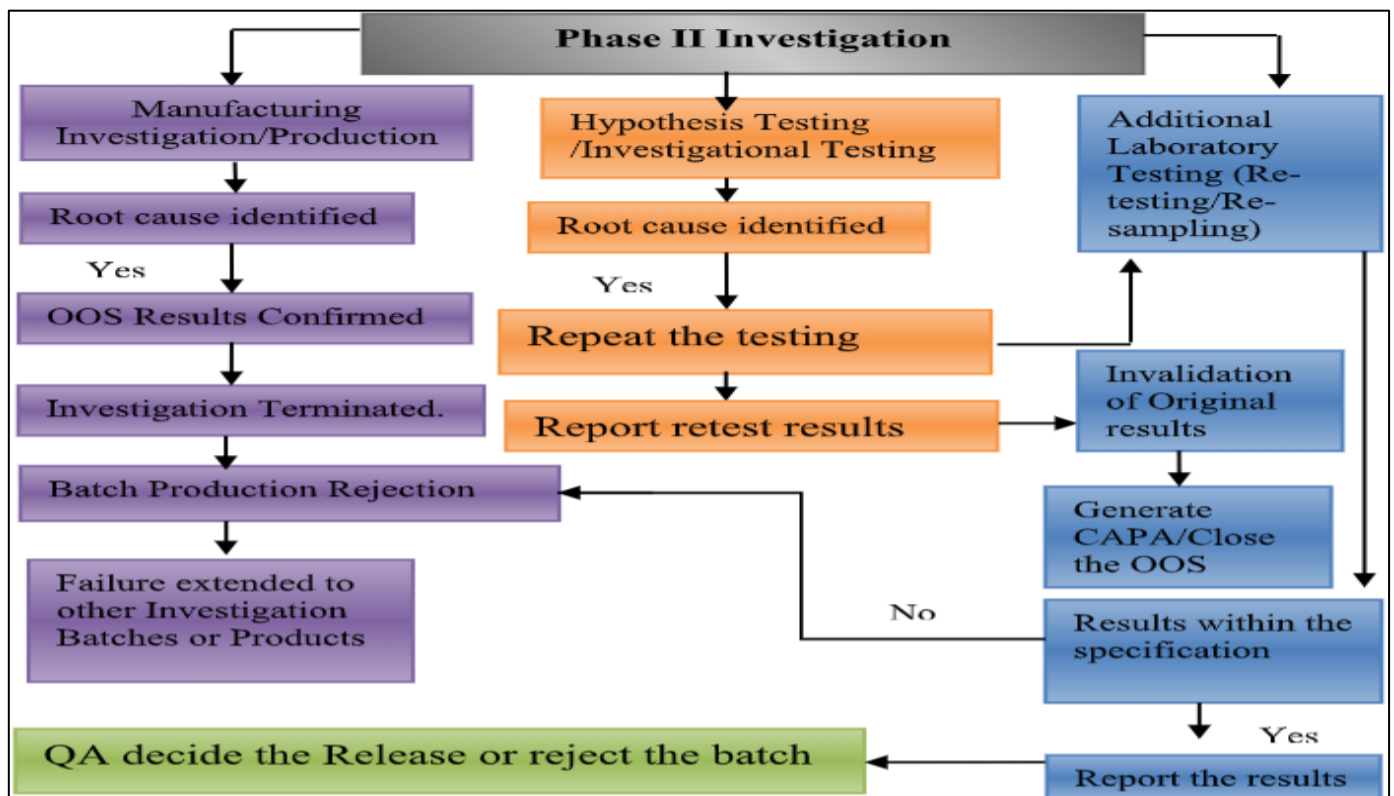 Phase II Investigation
Manufacturing
Investigation/Production
Root cause identified
Yes
OOS Results Confirmed
Investigation Terminated.
Batch Production Rejection
Failure extended to
other Investigation
Batches or Products
Hypothesis Testing
/Investigational Testing
Root cause identified
Yes
Repeat the testing
Report retest results
Additional
Laboratory
Testing (Re-
testing/Re-
sampling)
Invalidation
of Original
results
Generate
CAPA/Close
the OOS
No
Results within the
specification
Yes
Report the results
QA decide the Release or reject the batch